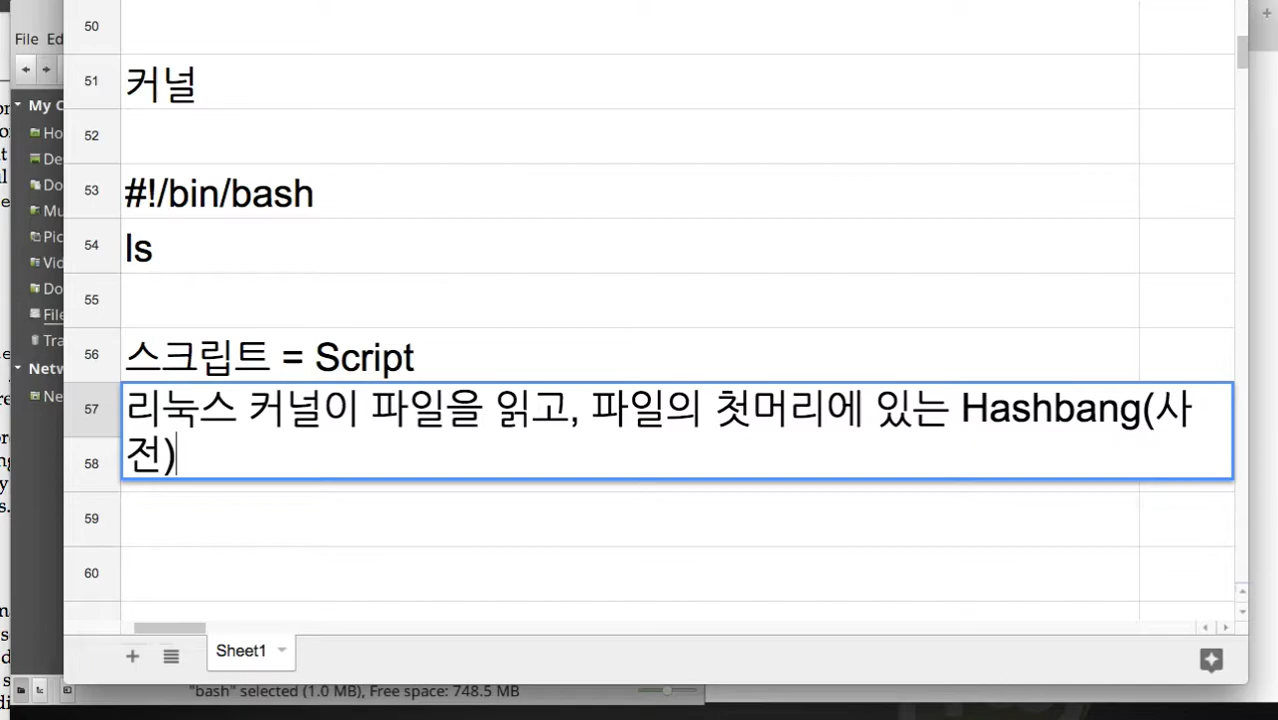 50
File Ed
51 커널
My C
Ho
52
De
Do
53 #!/bin/bash
Mu
Pic
54 ls
Vid
Do
55
File
Tra
56 스크립트 = Script
Netw
Ne
57 리눅스 커널이 파일을 읽고, 파일의 첫머리에 있는 Hashbang(사
58 전)
59
60
Sheet1
"bash" selected (1.0 MB), Free space: 748.5 MB